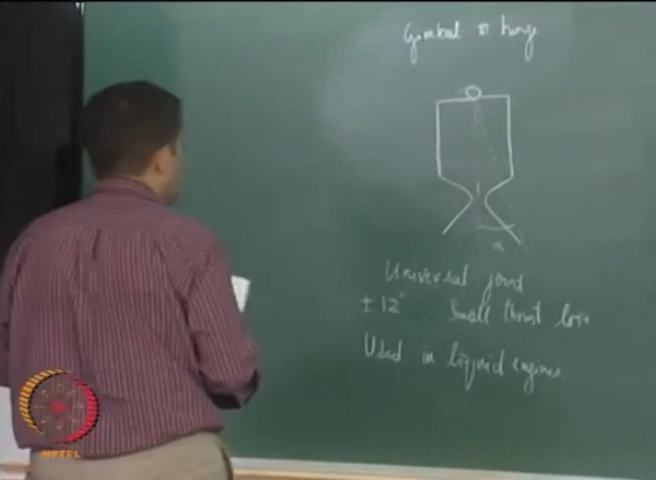 Gimbal or hinge
α
Universal joint
±12° Small thrust loss
Used in liquid engines
NPTEL